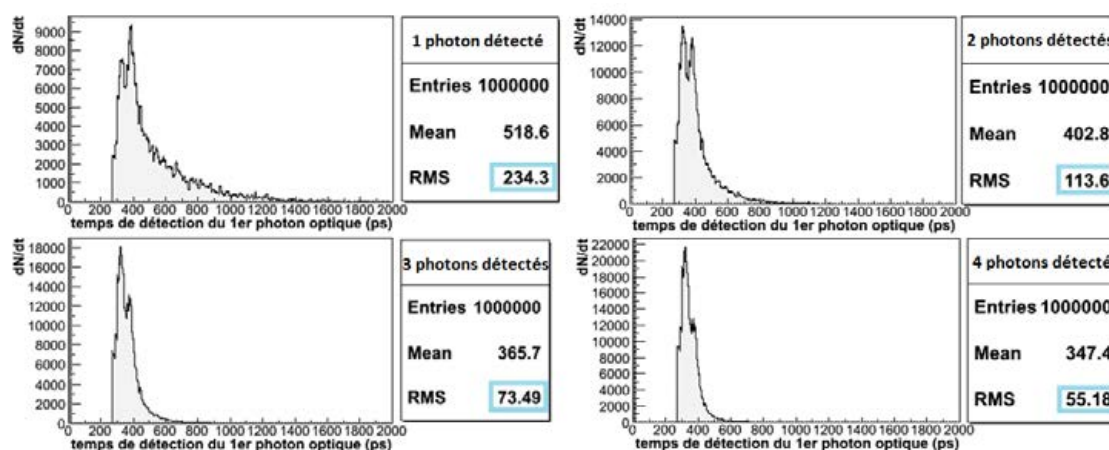 dN/dt
9000
8000
7000
6000
5000
4000
3000
2000
1000
0
0 200 400 600 800 1000 1200 1400 1600 1800 2000
temps de détection du 1er photon optique (ps)
1 photon détecté
Entries 1000000
Mean 518.6
RMS 234.3
dN/dt
14000
12000
10000
8000
6000
4000
2000
0
0 200 400 600 800 1000 1200 1400 1600 1800 2000
temps de détection du 1er photon optique (ps)
2 photons détectés
Entries 1000000
Mean 402.8
RMS 113.6
dN/dt
18000
16000
14000
12000
10000
8000
6000
4000
2000
0
0 200 400 600 800 1000 1200 1400 1600 1800 2000
temps de détection du 1er photon optique (ps)
3 photons détectés
Entries 1000000
Mean 365.7
RMS 73.49
dN/dt
22000
20000
18000
16000
14000
12000
10000
8000
6000
4000
2000
0
0 200 400 600 800 1000 1200 1400 1600 1800 2000
temps de détection du 1er photon optique (ps)
4 photons détectés
Entries 1000000
Mean 347.4
RMS 55.18